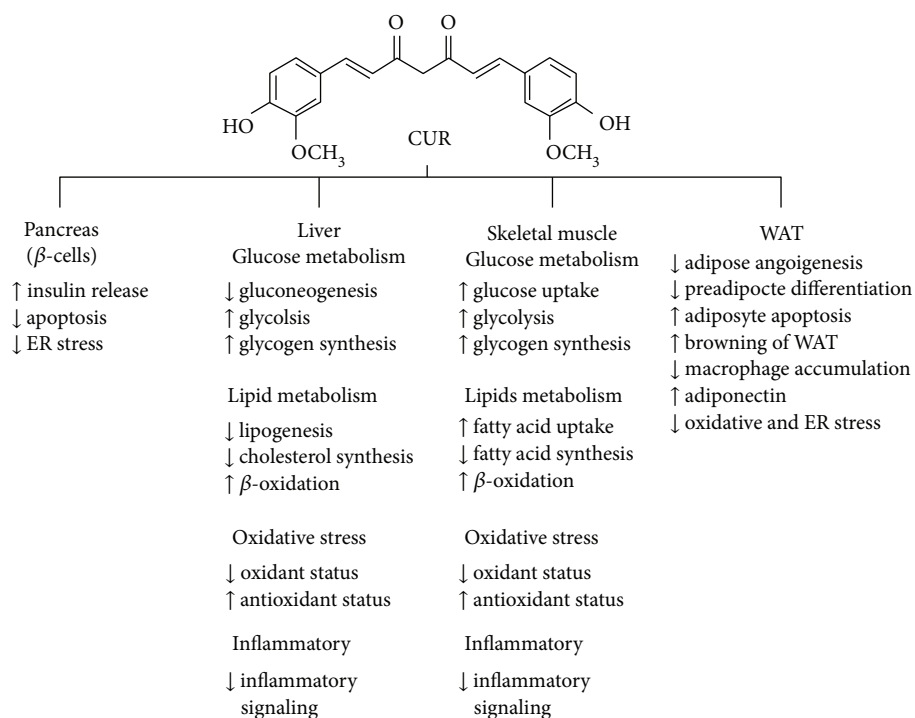 O
O
HO
OCH₃
OCH₃
OH
CUR
Pancreas
(β-cells)
↑ insulin release
↓ apoptosis
↓ ER stress
Liver
Glucose metabolism
↓ gluconeogenesis
↑ glycolsis
↑ glycogen synthesis
Lipid metabolism
↓ lipogenesis
↓ cholesterol synthesis
↑ β-oxidation
Oxidative stress
↓ oxidant status
↑ antioxidant status
Inflammatory
↓ inflammatory
signaling
Skeletal muscle
Glucose metabolism
↑ glucose uptake
↑ glycolysis
↑ glycogen synthesis
Lipids metabolism
↑ fatty acid uptake
↓ fatty acid synthesis
↑ β-oxidation
Oxidative stress
↓ oxidant status
↑ antioxidant status
Inflammatory
↓ inflammatory
signaling
WAT
↓ adipose angoigenesis
↓ preadipocte differentiation
↑ adiposyte apoptosis
↑ browning of WAT
↓ macrophage accumulation
↑ adiponectin
↓ oxidative and ER stress